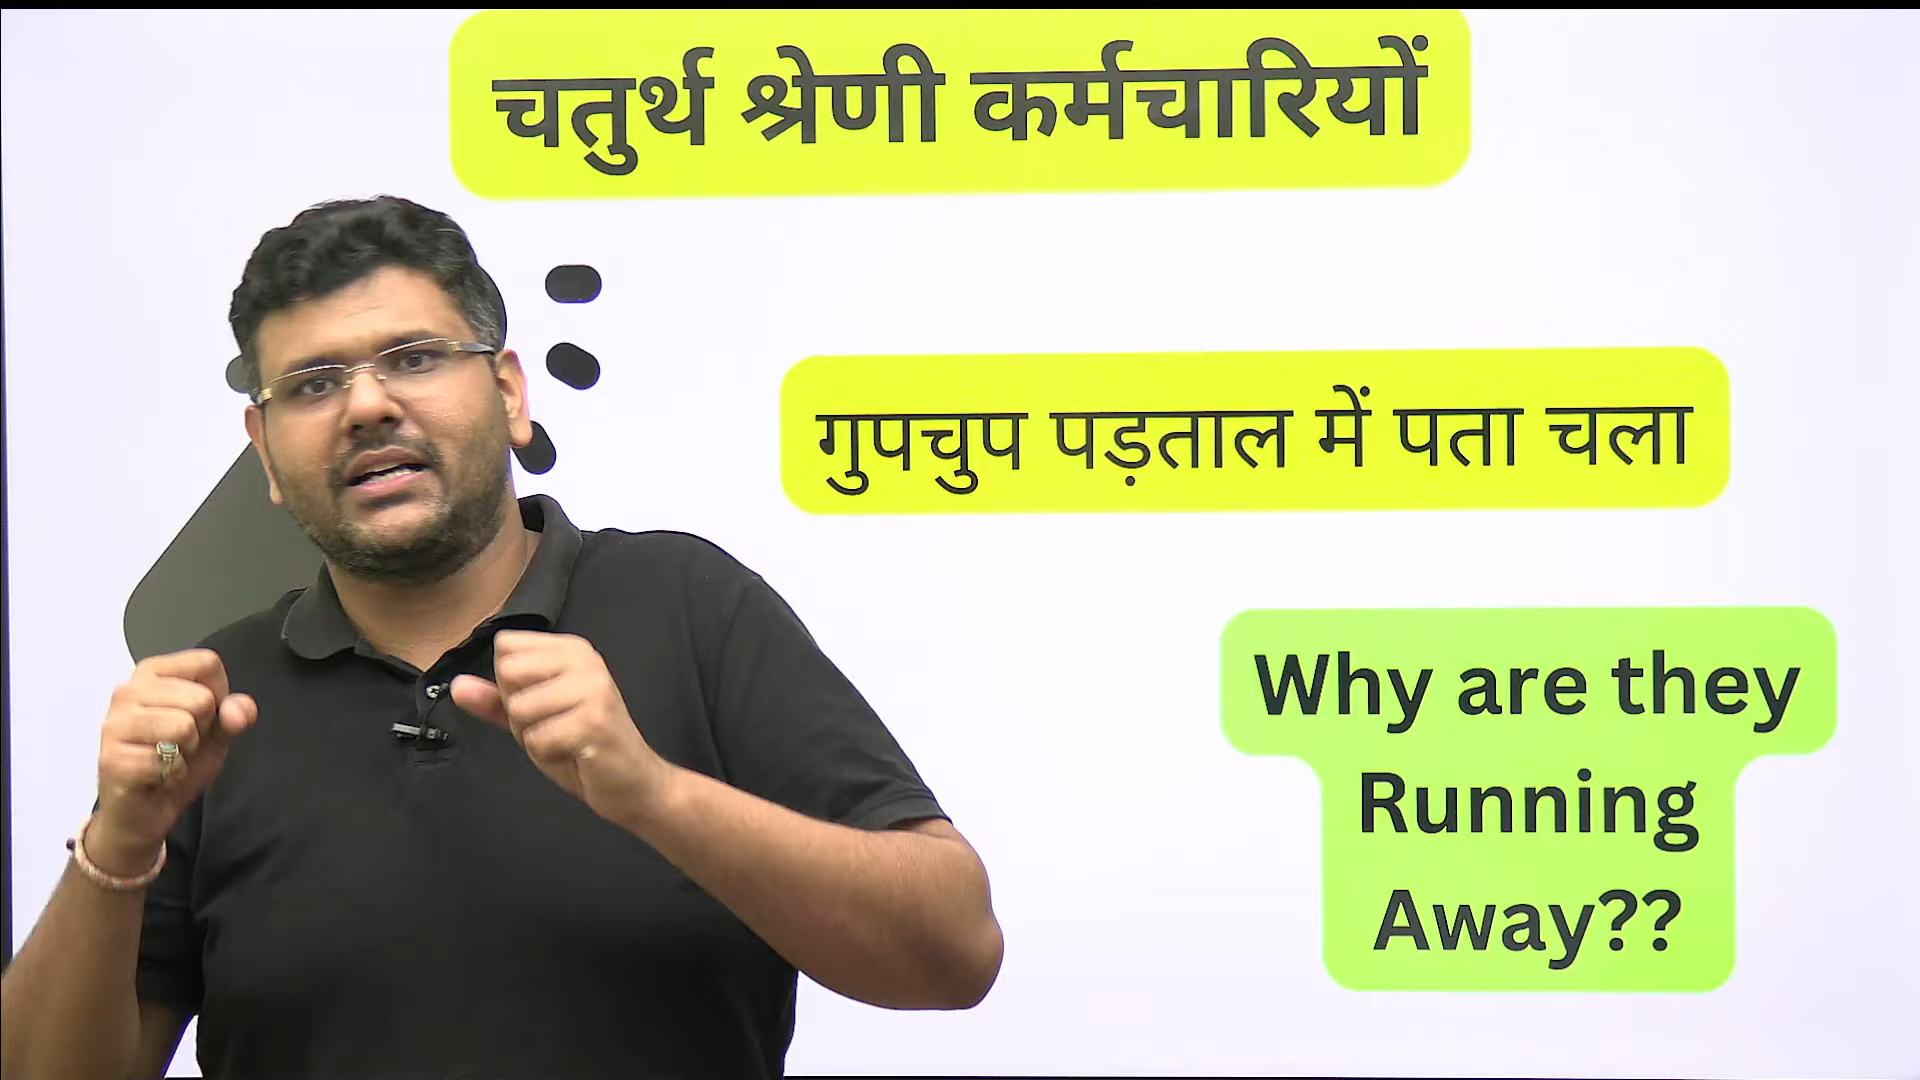 चतुर्थ श्रेणी कर्मचारियों
गुपचुप पड़ताल में पता चला
Why are they
Running
Away??